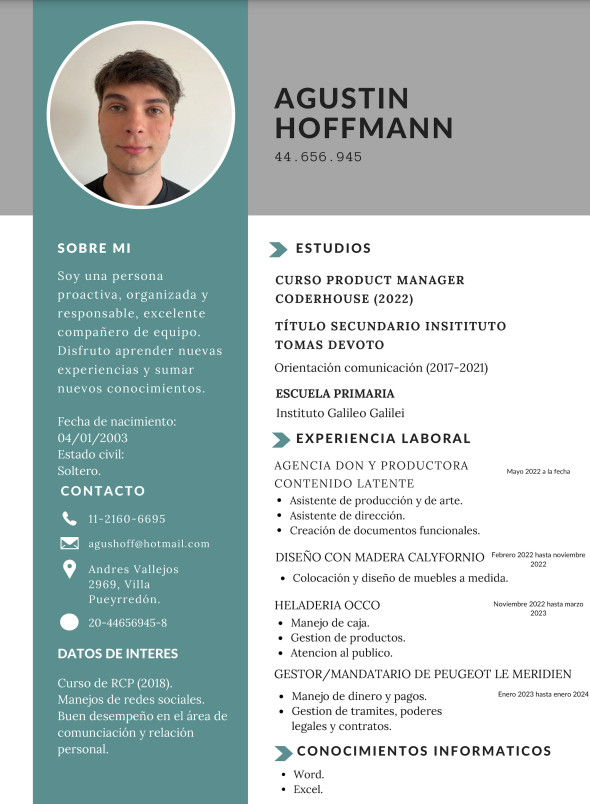 AGUSTIN
HOFFMANN
44.656.945
SOBRE MI
Soy una persona
proactiva, organizada y
responsable, excelente
compañero de equipo.
Disfruto aprender nuevas
experiencias y sumar
nuevos conocimientos.
Fecha de nacimiento:
04/01/2003
Estado civil:
Soltero.
CONTACTO
11-2160-6695
agushoff@hotmail.com
Andres Vallejos
2969, Villa
Pueyrredón.
20-44656945-8
DATOS DE INTERES
Curso de RCP (2018).
Manejos de redes sociales.
Buen desempeño en el área de
comunciación y relación
personal.
ESTUDIOS
CURSO PRODUCT MANAGER
CODERHOUSE (2022)
TÍTULO SECUNDARIO INSITITUTO
TOMAS DEVOTO
Orientación comunicación (2017-2021)
ESCUELA PRIMARIA
Instituto Galileo Galilei
EXPERIENCIA LABORAL
AGENCIA DON Y PRODUCTORA
CONTENIDO LATENTE
Mayo 2022 a la fecha
• Asistente de producción y de arte.
• Asistente de dirección.
• Creación de documentos funcionales.
DISEÑO CON MADERA CALYFORNIO
Febrero 2022 hasta noviembre
2022
• Colocación y diseño de muebles a medida.
HELADERIA OCCO
Noviembre 2022 hasta marzo
2023
• Manejo de caja.
• Gestion de productos.
• Atencion al publico.
GESTOR/MANDATARIO DE PEUGEOT LE MERIDIEN
Enero 2023 hasta enero 2024
• Manejo de dinero y pagos.
• Gestion de tramites, poderes
legales y contratos.
CONOCIMIENTOS INFORMATICOS
• Word.
• Excel.